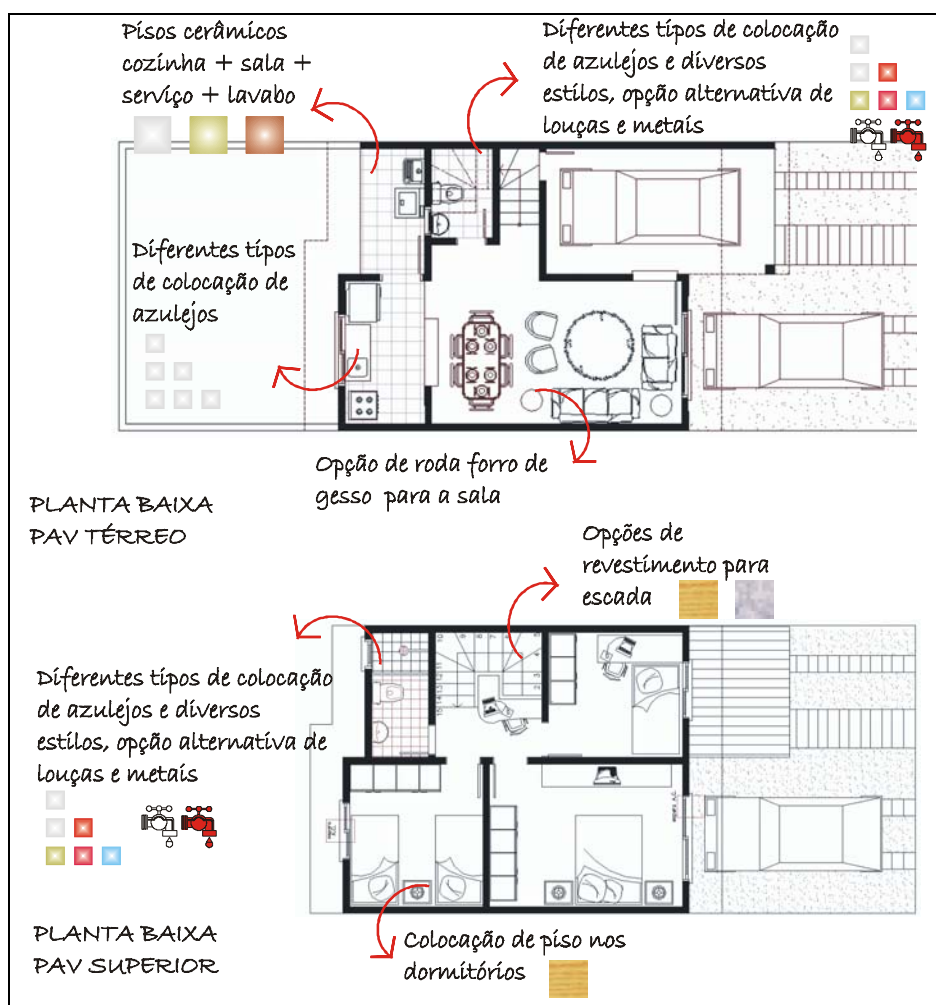 Pisos cerâmicos
cozinha + sala +
serviço + lavabo
Diferentes tipos de colocação
de azulejos e diversos
estilos, opção alternativa de
louças e metais
Diferentes tipos
de colocação de
azulejos
Opção de roda forro de
gesso para a sala
PLANTA BAIXA
PAV TÉRREO
Opções de
revestimento para
escada
Diferentes tipos de colocação
de azulejos e diversos
estilos, opção alternativa de
louças e metais
PLANTA BAIXA
PAV SUPERIOR
Colocação de piso nos
dormitórios